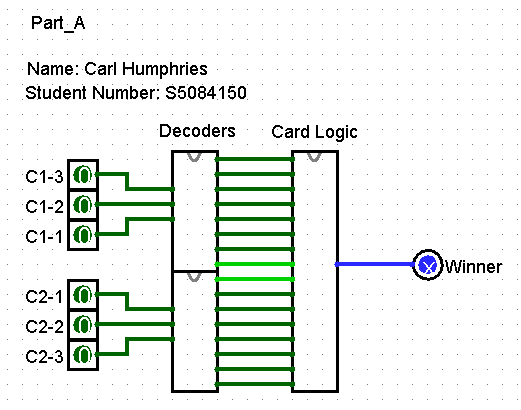 Part_A
Name: Carl Humphries
Student Number: S5084150
Decoders Card Logic
C1-3 0
C1-2 0
C1-1 0
x Winner
C2-1 0
C2-2 0
C2-3 0